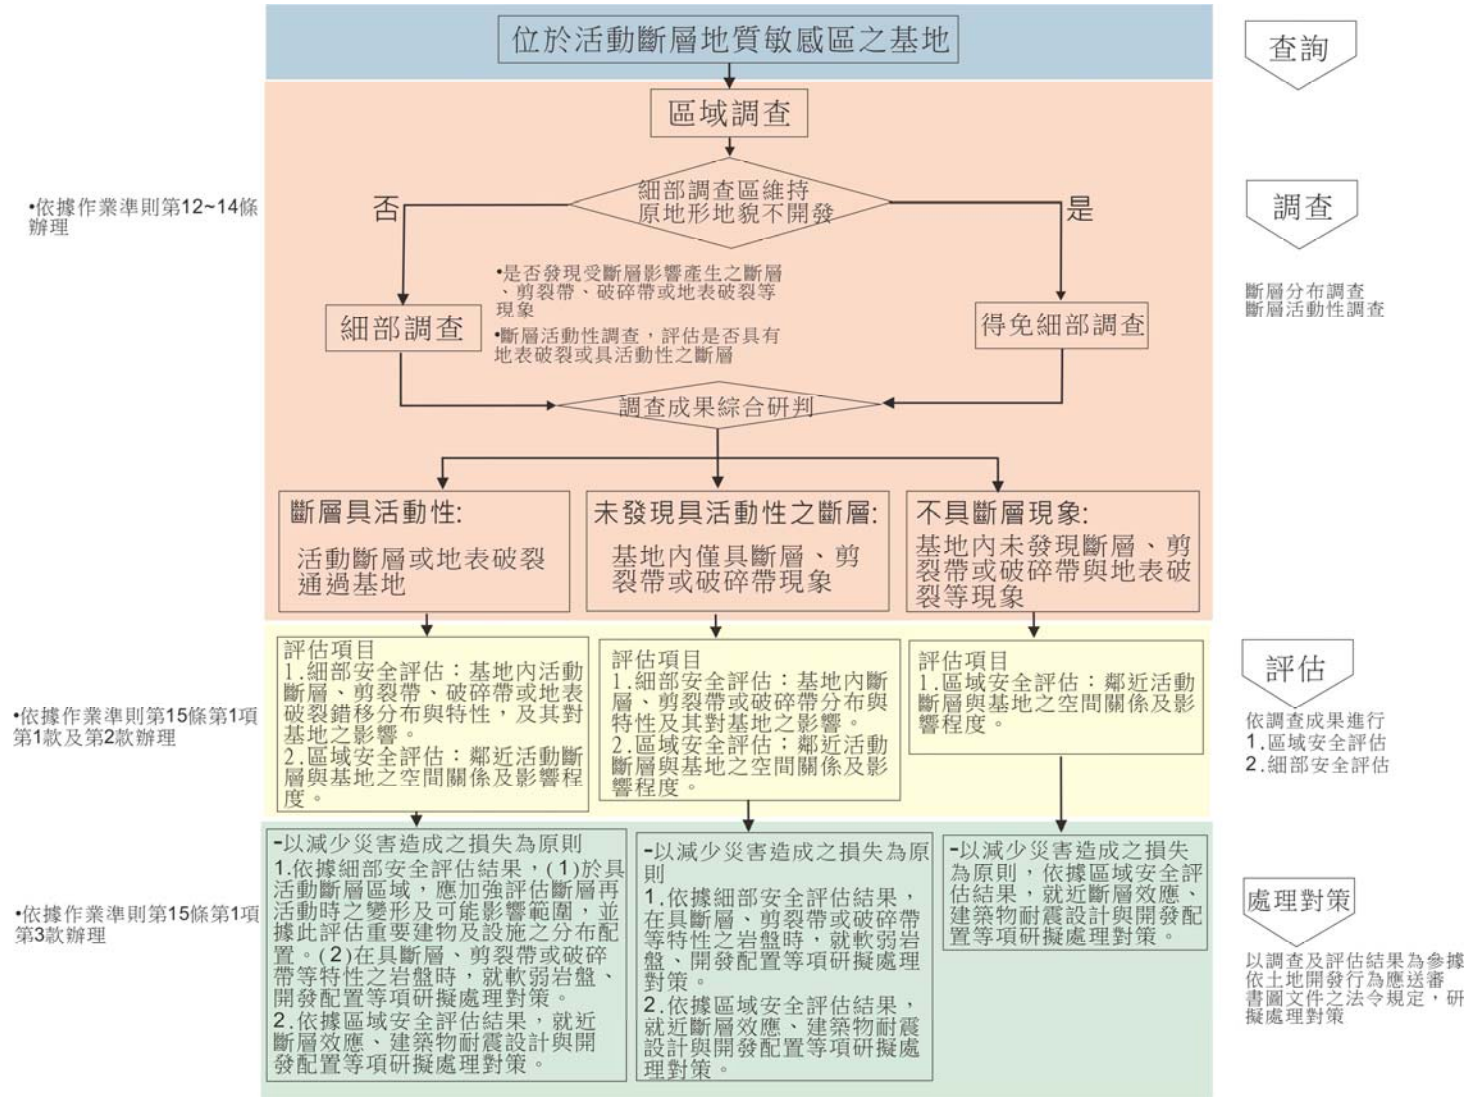 位於活動斷層地質敏感區之基地
查詢
區域調查
細部調查區維持
原地形地貌不開發
否
是
•依據作業準則第12~14條
辦理
調查
斷層分布調查
斷層活動性調查
•是否發現受斷層影響產生之斷層
、剪裂帶、破碎帶或地表破裂等
現象
•斷層活動性調查，評估是否具有
地表破裂或具活動性之斷層
細部調查
得免細部調查
調查成果綜合研判
斷層具活動性:
活動斷層或地表破裂
通過基地
未發現具活動性之斷層:
基地內僅具斷層、剪
裂帶或破碎帶現象
不具斷層現象:
基地內未發現斷層、剪
裂帶或破碎帶與地表破
裂等現象
•依據作業準則第15條第1項
第1款及第2款辦理
評估項目
1.細部安全評估：基地內活動
斷層、剪裂帶、破碎帶或地表
破裂錯移分布與特性，及其對
基地之影響。
2.區域安全評估：鄰近活動斷
層與基地之空間關係及影響程
度。
評估項目
1.細部安全評估：基地內斷
層、剪裂帶或破碎帶分布與
特性及其對基地之影響。
2.區域安全評估；鄰近活動
斷層與基地之空間關係及影
響程度。
評估項目
1.區域安全評估：鄰近活動
斷層與基地之空間關係及影
響程度。
評估
依調查成果進行
1.區域安全評估
2.細部安全評估
•依據作業準則第15條第1項
第3款辦理
-以減少災害造成之損失為原則
1.依據細部安全評估結果，(1)於具
活動斷層區域，應加強評估斷層再
活動時之變形及可能影響範圍，並
據此評估重要建物及設施之分布配
置。(2)在具斷層、剪裂帶或破碎
帶等特性之岩盤時，就軟弱岩盤、
開發配置等項研擬處理對策。
2.依據區域安全評估結果，就近
斷層效應、建築物耐震設計與開
發配置等項研擬處理對策。
-以減少災害造成之損失為原
則
1.依據細部安全評估結果，
在具斷層、剪裂帶或破碎帶
等特性之岩盤時，就軟弱岩
盤、開發配置等項研擬處理
對策。
2.依據區域安全評估結果，
就近斷層效應、建築物耐震
設計與開發配置等項研擬處
理對策。
-以減少災害造成之損失
為原則，依據區域安全評
估結果，就近斷層效應、
建築物耐震設計與開發配
置等項研擬處理對策。
處理對策
以調查及評估結果為參據
依土地開發行為應送審
書圖文件之法令規定，研
擬處理對策